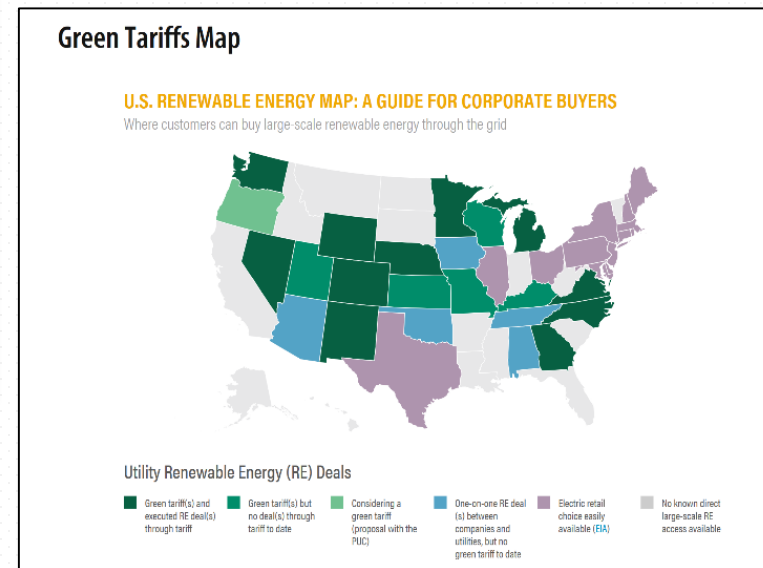 Green Tariffs Map
U.S. RENEWABLE ENERGY MAP: A GUIDE FOR CORPORATE BUYERS
Where customers can buy large-scale renewable energy through the grid
Utility Renewable Energy (RE) Deals
Green tariff(s) and
executed RE deal(s)
through tariff
Green tariff(s) but
no deal(s) through
tariff to date
Considering a
green tariff
(proposal with the
PUC)
One-on-one RE deal
(s) between
companies and
utilities, but no
green tariff to date
Electric retail
choice easily
available (EIA)
No known direct
large-scale RE
access available